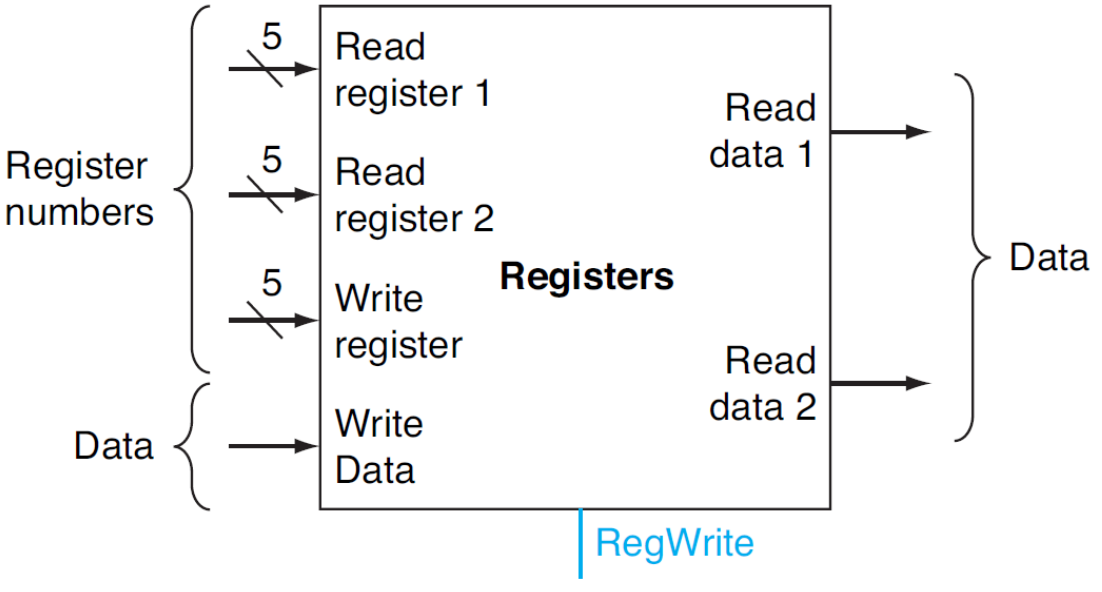 Register
numbers
Data
5
Read
register 1
5
Read
register 2
5
Write
register
Write
Data
Registers
Read
data 1
Read
data 2
Data
RegWrite